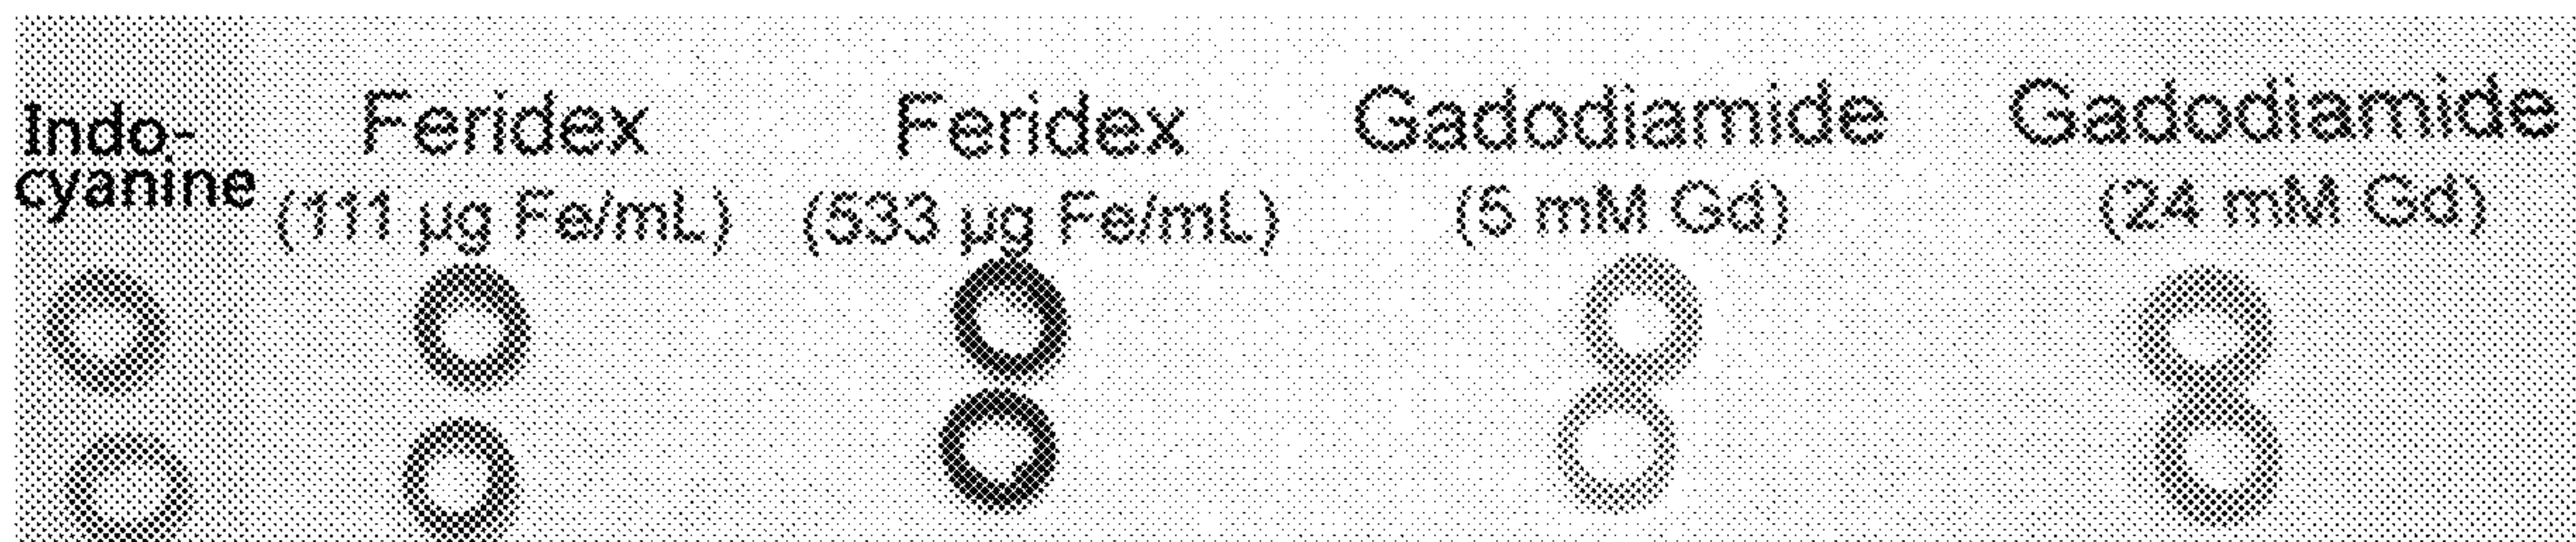 Indo-
cyanine
Feridex
(111 µg Fe/mL)
Feridex
(533 µg Fe/mL)
Gadodiamide
(5 mM Gd)
Gadodiamide
(24 mM Gd)